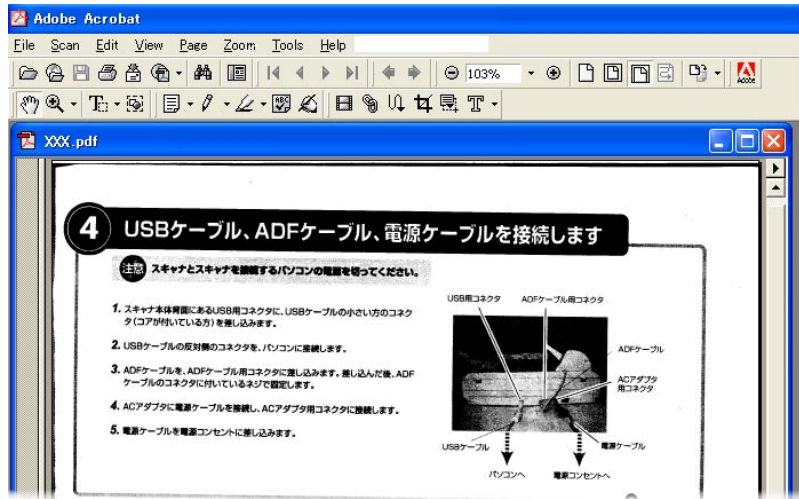 Adobe Acrobat
File Scan Edit View Page Zoom Tools Help
103%
Adobe
XXX.pdf
4 USBケーブル、ADFケーブル、電源ケーブルを接続します
注意 スキャナとスキャナを接続するパソコンの電源を切ってください。
1. スキャナ本体背面にあるUSB用コネクタに、USBケーブルの小さい方のコネク
タ(コアが付いている方)を差し込みます。
2. USBケーブルの反対側のコネクタを、パソコンに接続します。
3. ADFケーブルを、ADFケーブル用コネクタに差し込みます。差し込んだ後、ADF
ケーブルのコネクタに付いているネジで固定します。
4. ACアダプタに電源ケーブルを接続し、ACアダプタ用コネクタに接続します。
5. 電源ケーブルを電源コンセントに差し込みます。
USB用コネクタ ADFケーブル用コネクタ
ADFケーブル
ACアダプタ
用コネクタ
USBケーブル 電源ケーブル
パソコンへ 電源コンセントへ